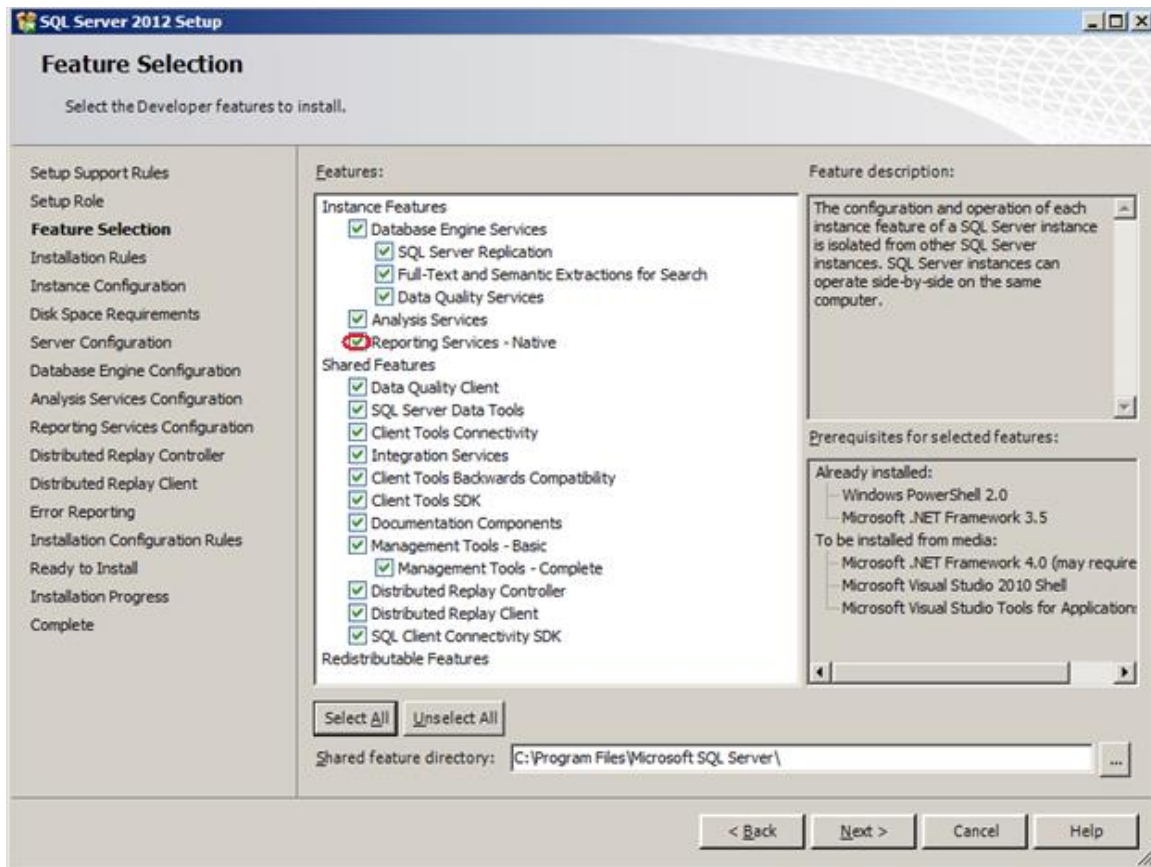 SQL Server 2012 Setup
Feature Selection
Select the Developer features to install.
Setup Support Rules
Setup Role
Feature Selection
Installation Rules
Instance Configuration
Disk Space Requirements
Server Configuration
Database Engine Configuration
Analysis Services Configuration
Reporting Services Configuration
Distributed Replay Controller
Distributed Replay Client
Error Reporting
Installation Configuration Rules
Ready to Install
Installation Progress
Complete
Features:
Instance Features
Database Engine Services
SQL Server Replication
Full-Text and Semantic Extractions for Search
Data Quality Services
Analysis Services
Reporting Services - Native
Shared Features
Data Quality Client
SQL Server Data Tools
Client Tools Connectivity
Integration Services
Client Tools Backwards Compatibility
Client Tools SDK
Documentation Components
Management Tools - Basic
Management Tools - Complete
Distributed Replay Controller
Distributed Replay Client
SQL Client Connectivity SDK
Redistributable Features
Feature description:
The configuration and operation of each
instance feature of a SQL Server instance
is isolated from other SQL Server
instances. SQL Server instances can
operate side-by-side on the same
computer.
Prerequisites for selected features:
Already installed:
Windows PowerShell 2.0
Microsoft .NET Framework 3.5
To be installed from media:
Microsoft .NET Framework 4.0 (may require
Microsoft Visual Studio 2010 Shell
Microsoft Visual Studio Tools for Applications
Select All
Unselect All
Shared feature directory:
C:\Program Files\Microsoft SQL Server\
...
< Back
Next >
Cancel
Help